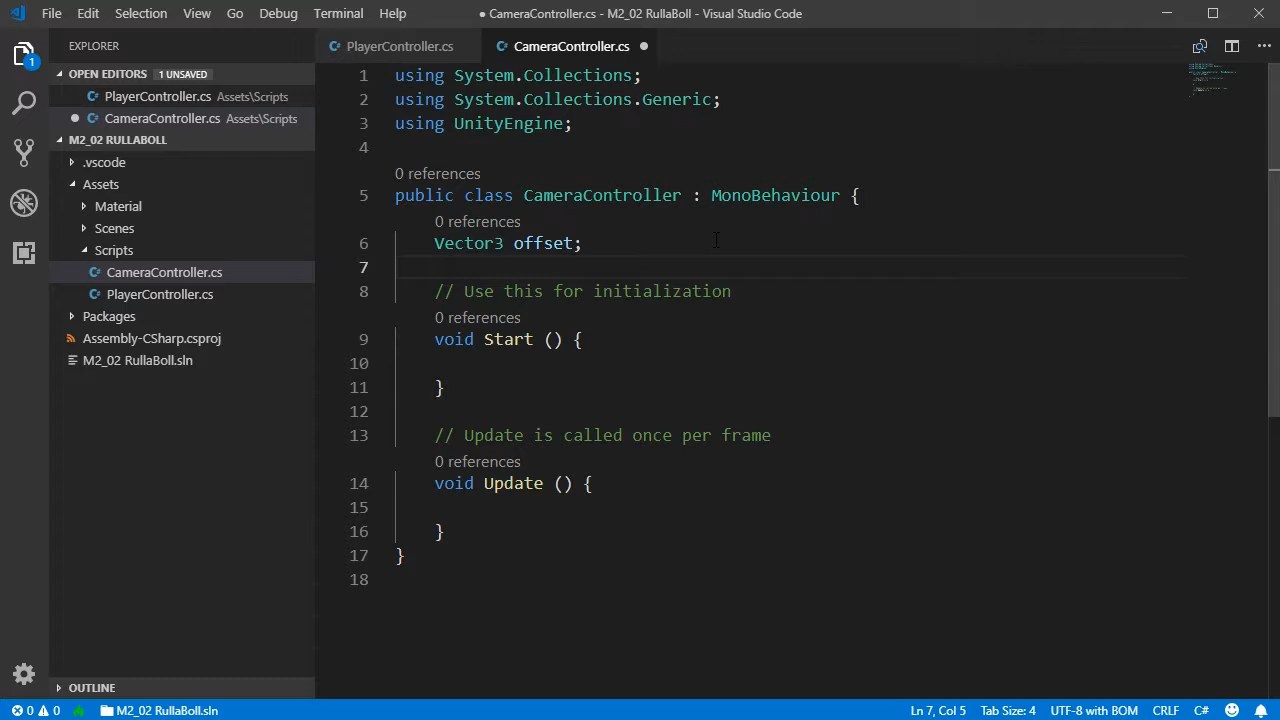 File Edit Selection View Go Debug Terminal Help
● CameraController.cs - M2_02 RullaBoll - Visual Studio Code
EXPLORER
OPEN EDITORS 1 UNSAVED
PlayerController.cs Assets\Scripts
CameraController.cs Assets\Scripts
M2_02 RULLABOLL
.vscode
Assets
Material
Scenes
Scripts
CameraController.cs
PlayerController.cs
Packages
Assembly-CSharp.csproj
M2_02 RullaBoll.sln
OUTLINE
1
PlayerController.cs
CameraController.cs
1 using System.Collections;
2 using System.Collections.Generic;
3 using UnityEngine;
4
0 references
5 public class CameraController : MonoBehaviour {
0 references
6 Vector3 offset;
7
8 // Use this for initialization
0 references
9 void Start () {
10
11 }
12
13 // Update is called once per frame
0 references
14 void Update () {
15
16 }
17 }
18
0 0 M2_02 RullaBoll.sln
Ln 7, Col 5 Tab Size: 4 UTF-8 with BOM CRLF C#